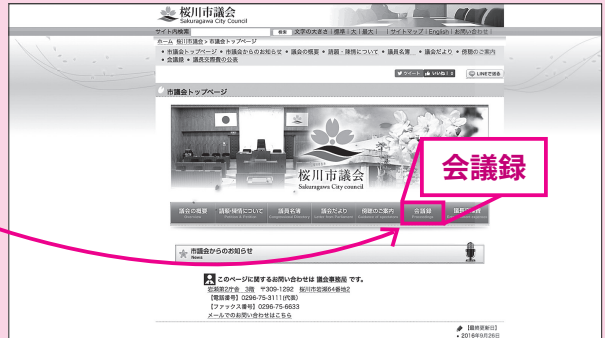 桜川市議会
Sakuragawa City Council
サイト内検索 検索 文字の大きさ | 標準 | 大 | 最大 | | サイトマップ | English | お問い合わせ |
ホーム 桜川市議会 > 市議会トップページ
• 市議会トップページ • 市議会からのお知らせ • 議会の概要 • 請願・陳情について • 議員名簿 • 議会だより • 傍聴のご案内
• 会議録 • 議長交際費の公表
ツイート いいね! LINEで送る
市議会トップページ
桜川市議会
Sakuragawa City council
会議録
議会の概要 請願・陳情について 議員名簿 議会だより 傍聴のご案内 会議録
市議会からのお知らせ
News
このページに関するお問い合わせは 議会事務局 です。
岩瀬第2庁舎 3階 〒309-1292 桜川市岩瀬64番地2
【電話番号】0296-75-3111(代表)
【ファックス番号】0296-75-6633
メールでのお問い合わせはこちら
【最終更新日】
• 2016年9月26日